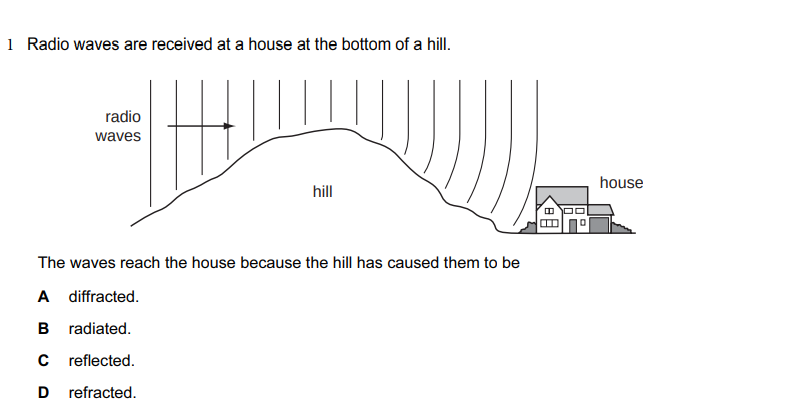 1 Radio waves are received at a house at the bottom of a hill.
radio
waves
house
hill
The waves reach the house because the hill has caused them to be
A diffracted.
B radiated.
C reflected.
D refracted.